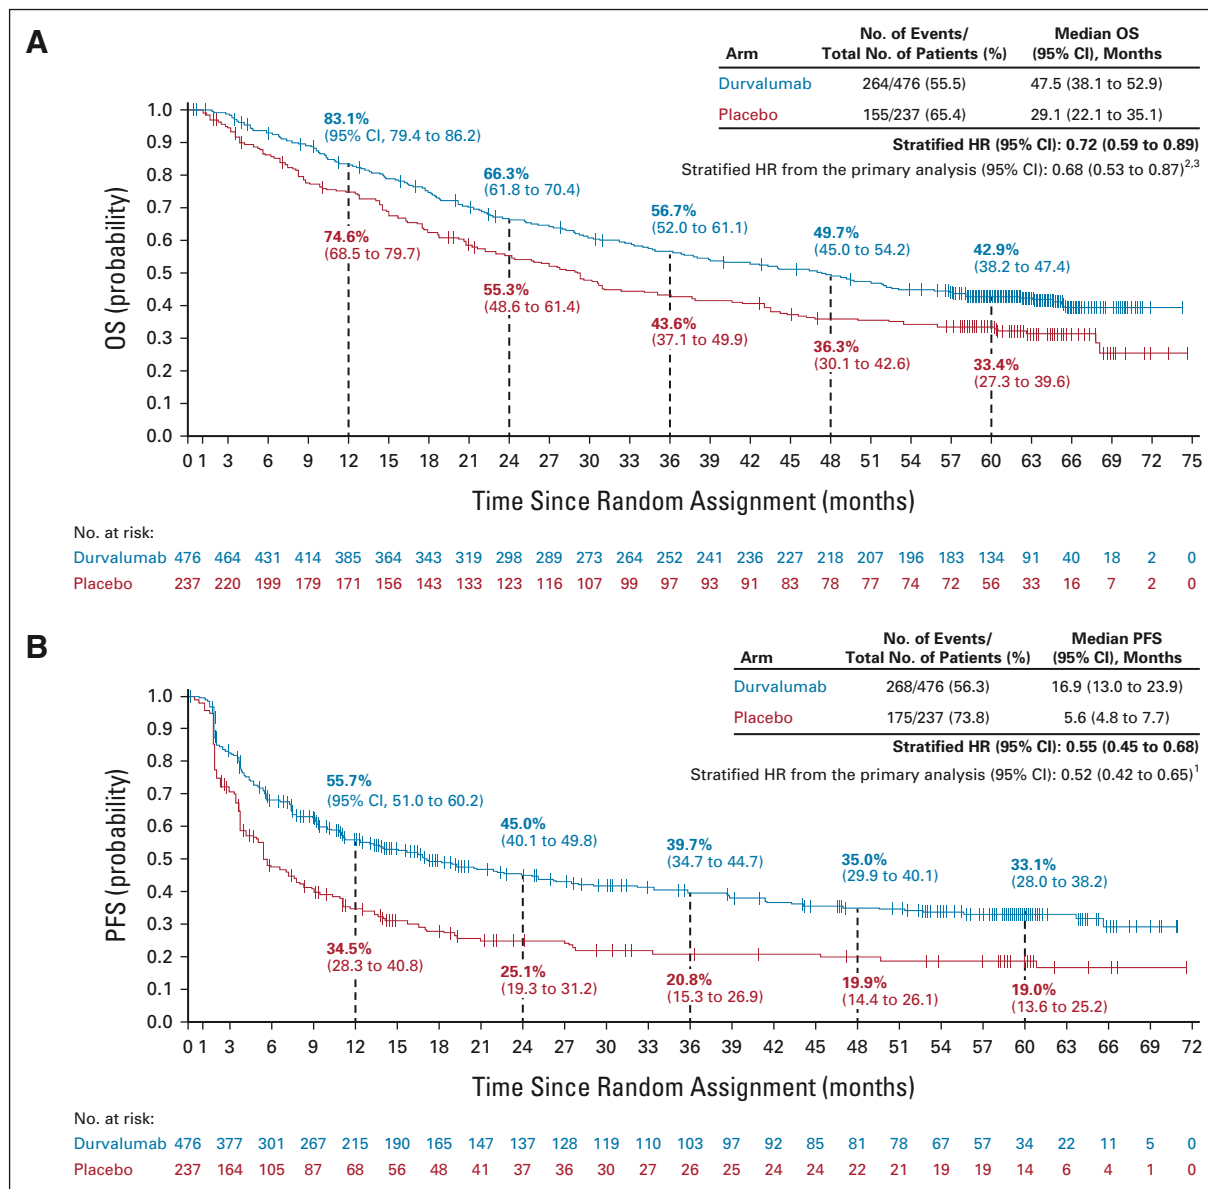 A
No. of Events/ Median OS
Arm Total No. of Patients (%) (95% CI), Months
Durvalumab 264/476 (55.5) 47.5 (38.1 to 52.9)
Placebo 155/237 (65.4) 29.1 (22.1 to 35.1)
Stratified HR (95% CI): 0.72 (0.59 to 0.89)
Stratified HR from the primary analysis (95% CI): 0.68 (0.53 to 0.87)2,3
OS (probability)
1.0
0.9
0.8
0.7
0.6
0.5
0.4
0.3
0.2
0.1
0.0
83.1%
(95% CI, 79.4 to 86.2)
66.3%
(61.8 to 70.4)
56.7%
(52.0 to 61.1)
49.7%
(45.0 to 54.2)
42.9%
(38.2 to 47.4)
74.6%
(68.5 to 79.7)
55.3%
(48.6 to 61.4)
43.6%
(37.1 to 49.9)
36.3%
(30.1 to 42.6)
33.4%
(27.3 to 39.6)
0 1 3 6 9 12 15 18 21 24 27 30 33 36 39 42 45 48 51 54 57 60 63 66 69 72 75
Time Since Random Assignment (months)
No. at risk:
Durvalumab 476 464 431 414 385 364 343 319 298 289 273 264 252 241 236 227 218 207 196 183 134 91 40 18 2 0
Placebo 237 220 199 179 171 156 143 133 123 116 107 99 97 93 91 83 78 77 74 72 56 33 16 7 2 0
B
No. of Events/ Median PFS
Arm Total No. of Patients (%) (95% CI), Months
Durvalumab 268/476 (56.3) 16.9 (13.0 to 23.9)
Placebo 175/237 (73.8) 5.6 (4.8 to 7.7)
Stratified HR (95% CI): 0.55 (0.45 to 0.68)
Stratified HR from the primary analysis (95% CI): 0.52 (0.42 to 0.65)1
PFS (probability)
1.0
0.9
0.8
0.7
0.6
0.5
0.4
0.3
0.2
0.1
0.0
55.7%
(95% CI, 51.0 to 60.2)
45.0%
(40.1 to 49.8)
39.7%
(34.7 to 44.7)
35.0%
(29.9 to 40.1)
33.1%
(28.0 to 38.2)
34.5%
(28.3 to 40.8)
25.1%
(19.3 to 31.2)
20.8%
(15.3 to 26.9)
19.9%
(14.4 to 26.1)
19.0%
(13.6 to 25.2)
0 1 3 6 9 12 15 18 21 24 27 30 33 36 39 42 45 48 51 54 57 60 63 66 69 72
Time Since Random Assignment (months)
No. at risk:
Durvalumab 476 377 301 267 215 190 165 147 137 128 119 110 103 97 92 85 81 78 67 57 34 22 11 5 0
Placebo 237 164 105 87 68 56 48 41 37 36 30 27 26 25 24 24 22 21 19 19 14 6 4 1 0